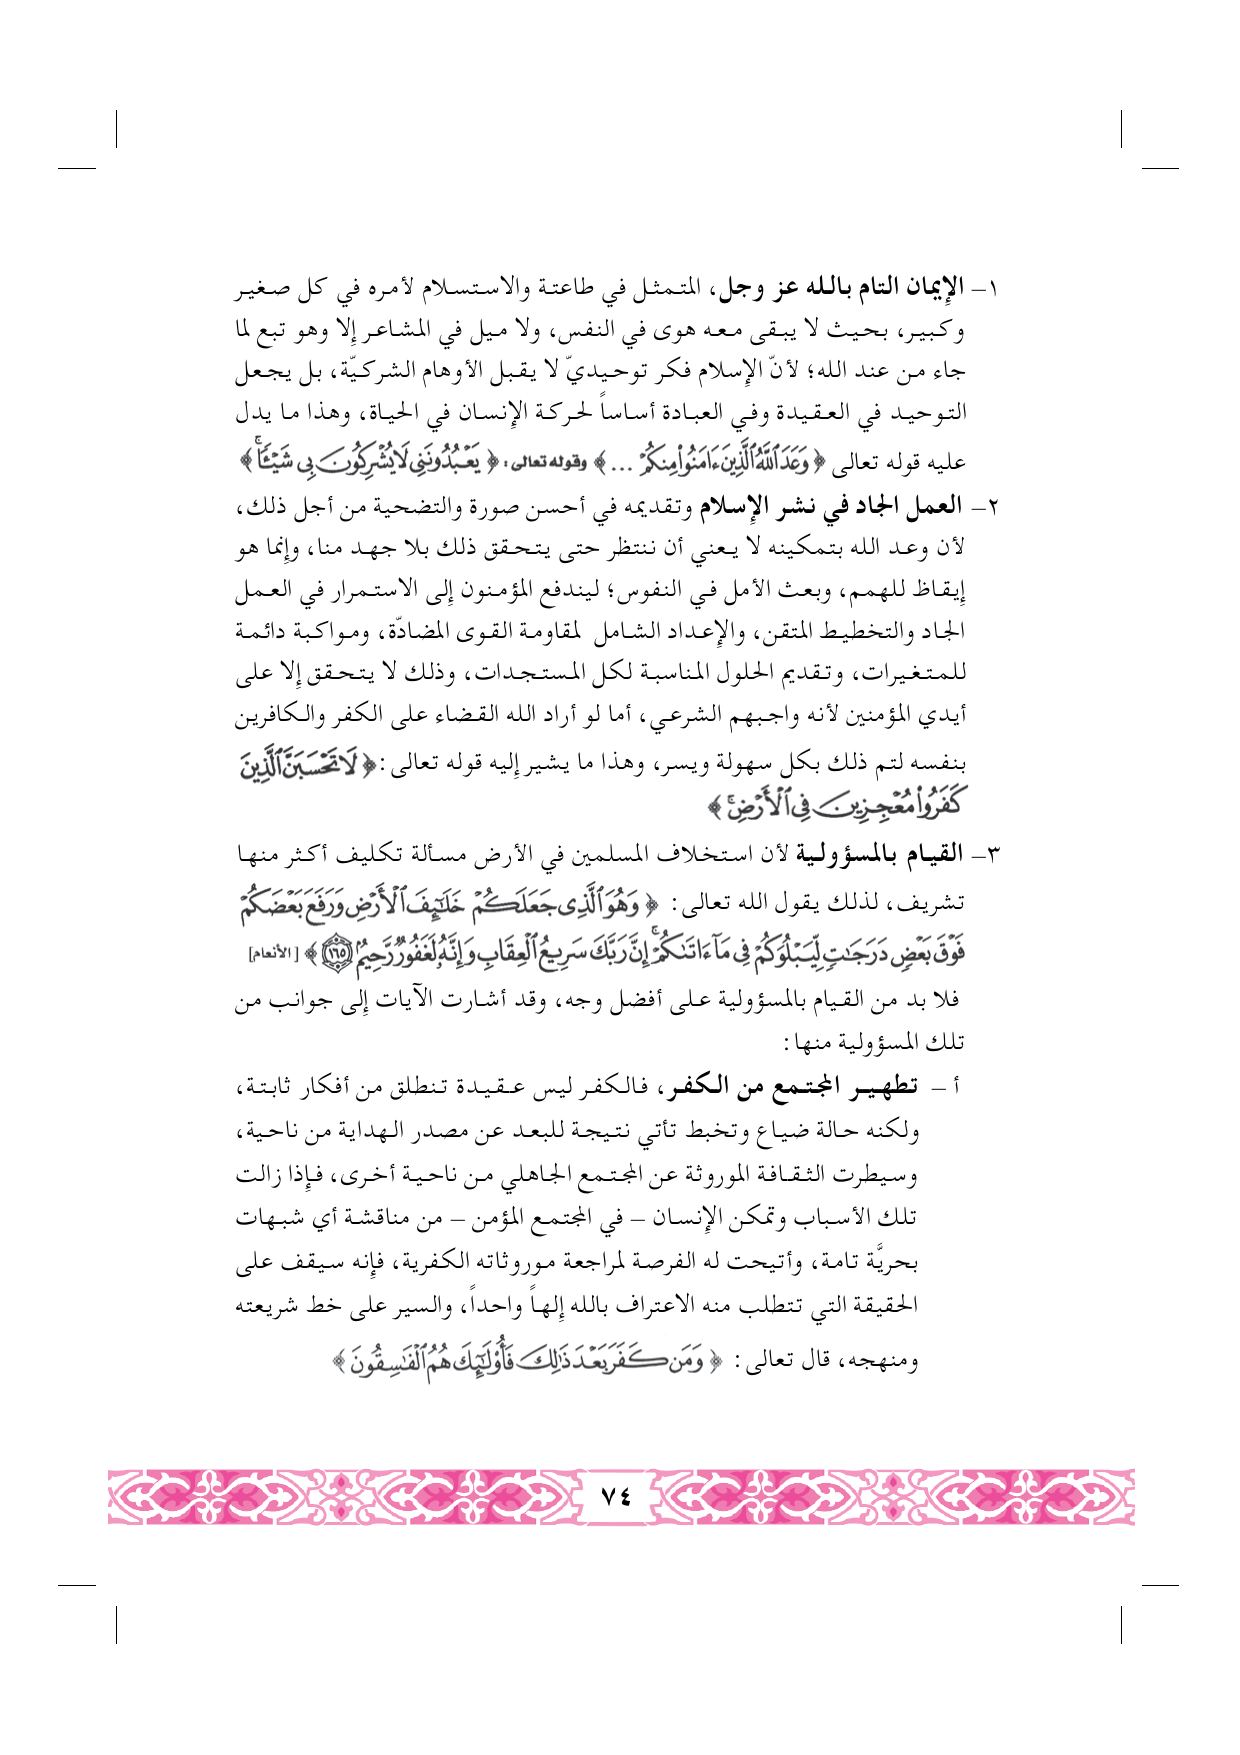 ١– الإيمان التام بالله عز وجل، المتمثل في طاعتة والاستسلام لأمره في كل صغير
وكبير، بحيث لا يبقى معه هوى في النفس، ولا ميل في المشاعر إلا وهو تبع لما
جاء من عند الله؛ لأنّ الإسلام فكر توحيديّ لا يقبل الأوهام الشركيّة، بل يجعل
التوحيد في العقيدة وفي العبادة أساساً لحركة الإنسان في الحياة، وهذا ما يدل
عليه قوله تعالى ﴿ وَعَدَ ٱللَّهُ ٱلَّذِينَ ءَامَنُوا۟ مِنكُمْ ... ﴾ وقوله تعالى : ﴿ يَعْبُدُونَنِى لَا يُشْرِكُونَ بِى شَيْـًٔا ۚ ﴾
٢– العمل الجاد في نشر الإسلام وتقديمه في أحسن صورة والتضحية من أجل ذلك،
لأن وعد الله بتمكينه لا يعني أن ننتظر حتى يتحقق ذلك بلا جهد منا، وإنما هو
إيقاظ للهمم، وبعث الأمل في النفوس؛ ليندفع المؤمنون إلى الاستمرار في العمل
الجاد والتخطيط المتقن، والإعداد الشامل لمقاومة القوى المضادّة، ومواكبة دائمة
للمتغيرات، وتقديم الحلول المناسبة لكل المستجدات، وذلك لا يتحقق إلا على
أيدي المؤمنين لأنه واجبهم الشرعي، أما لو أراد الله القضاء على الكفر والكافرين
بنفسه لتم ذلك بكل سهولة ويسر، وهذا ما يشير إليه قوله تعالى : ﴿ لَا تَحْسَبَنَّ ٱلَّذِينَ
كَفَرُوا۟ مُعْجِزِينَ فِى ٱلْأَرْضِ ۚ ﴾
٣– القيام بالمسؤولية لأن استخلاف المسلمين في الأرض مسألة تكليف أكثر منها
تشريف، لذلك يقول الله تعالى : ﴿ وَهُوَ ٱلَّذِى جَعَلَكُمْ خَلَـٰٓئِفَ ٱلْأَرْضِ وَرَفَعَ بَعْضَكُمْ
فَوْقَ بَعْضٍ دَرَجَـٰتٍ لِّيَبْلُوَكُمْ فِى مَآ ءَاتَىٰكُمْ ۗ إِنَّ رَبَّكَ سَرِيعُ ٱلْعِقَابِ وَإِنَّهُۥ لَغَفُورٌ رَّحِيمٌۢ ١٦٥ ﴾ [الأنعام]
فلا بد من القيام بالمسؤولية على أفضل وجه، وقد أشارت الآيات إلى جوانب من
تلك المسؤولية منها :
أ – تطهير المجتمع من الكفر، فالكفر ليس عقيدة تنطلق من أفكار ثابتة،
ولكنه حالة ضياع وتخبط تأتي نتيجة للبعد عن مصدر الهداية من ناحية،
وسيطرت الثقافة الموروثة عن المجتمع الجاهلي من ناحية أخرى، فإذا زالت
تلك الأسباب وتمكن الإنسان – في المجتمع المؤمن – من مناقشة أي شبهات
بحريَّة تامة، وأتيحت له الفرصة لمراجعة موروثاته الكفرية، فإنه سيقف على
الحقيقة التي تتطلب منه الاعتراف بالله إلهاً واحداً، والسير على خط شريعته
ومنهجه، قال تعالى : ﴿ وَمَن كَفَرَ بَعْدَ ذَٰلِكَ فَأُو۟لَـٰٓئِكَ هُمُ ٱلْفَـٰسِقُونَ ﴾
٧٤